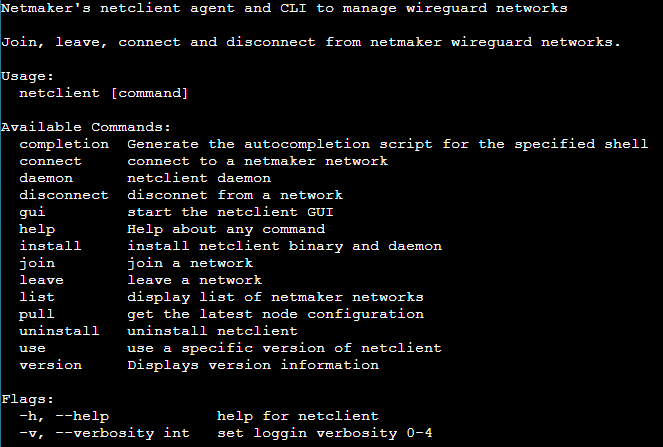 Netmaker's netclient agent and CLI to manage wireguard networks
Join, leave, connect and disconnect from netmaker wireguard networks.
Usage:
netclient [command]
Available Commands:
completion Generate the autocompletion script for the specified shell
connect connect to a netmaker network
daemon netclient daemon
disconnect disconnet from a network
gui start the netclient GUI
help Help about any command
install install netclient binary and daemon
join join a network
leave leave a network
list display list of netmaker networks
pull get the latest node configuration
uninstall uninstall netclient
use use a specific version of netclient
version Displays version information
Flags:
-h, --help help for netclient
-v, --verbosity int set loggin verbosity 0-4